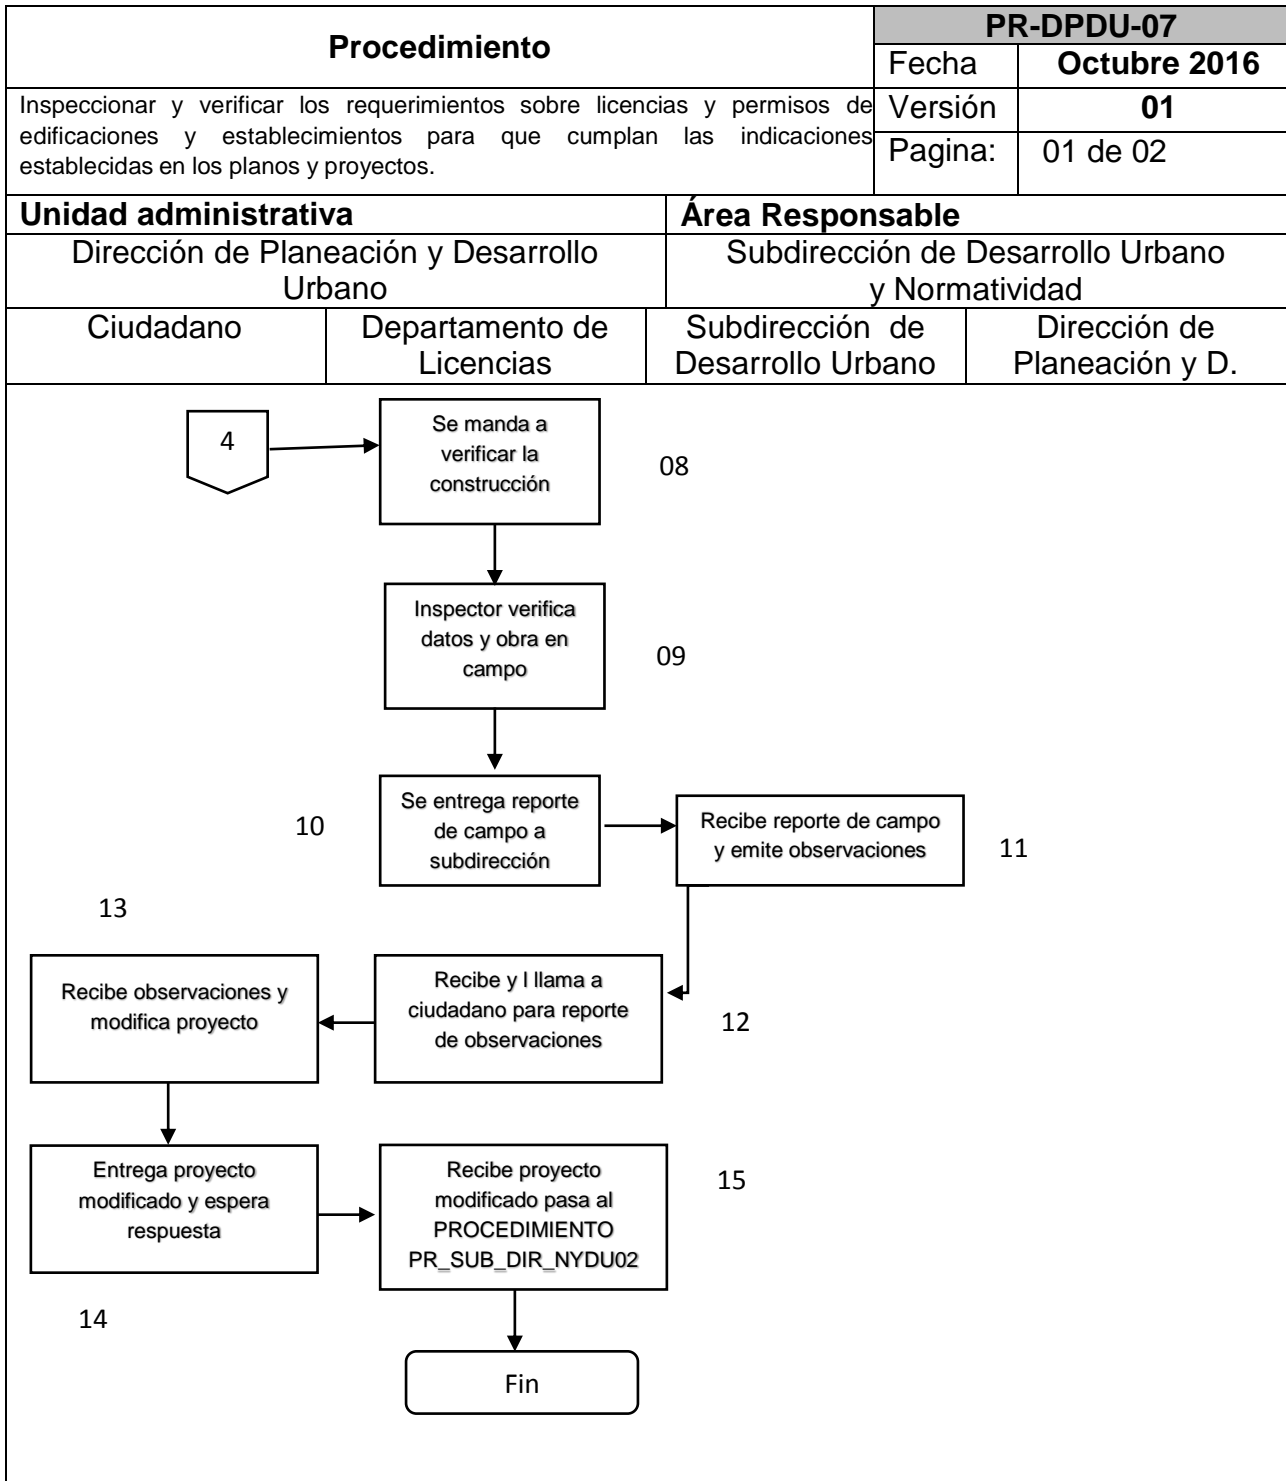 Procedimiento
PR-DPDU-07
Fecha
Octubre 2016
Inspeccionar y verificar los requerimientos sobre licencias y permisos de
edificaciones y establecimientos para que cumplan las indicaciones
establecidas en los planos y proyectos.
Versión
01
Pagina:
01 de 02
Unidad administrativa
Área Responsable
Dirección de Planeación y Desarrollo
Urbano
Subdirección de Desarrollo Urbano
y Normatividad
Ciudadano
Departamento de
Licencias
Subdirección de
Desarrollo Urbano
Dirección de
Planeación y D.
4
Se manda a
verificar la
construcción
08
Inspector verifica
datos y obra en
campo
09
10
Se entrega reporte
de campo a
subdirección
Recibe reporte de campo
y emite observaciones
11
13
Recibe observaciones y
modifica proyecto
Recibe y l llama a
ciudadano para reporte
de observaciones
12
Entrega proyecto
modificado y espera
respuesta
14
Recibe proyecto
modificado pasa al
PROCEDIMIENTO
PR_SUB_DIR_NYDU02
15
Fin